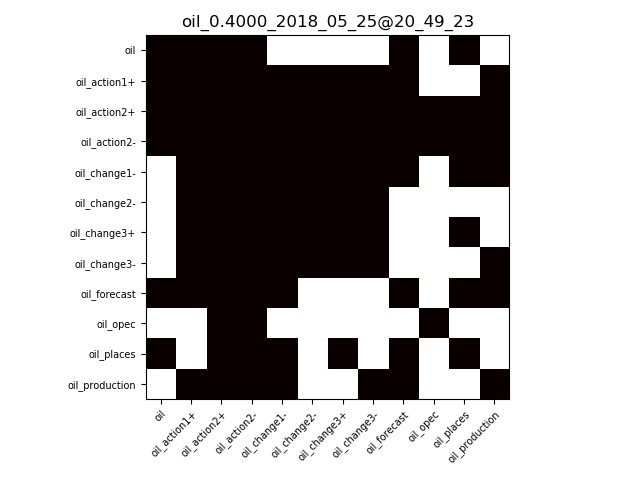 oil_0.4000_2018_05_25@20_49_23
oil
oil_action1+
oil_action2+
oil_action2-
oil_change1-
oil_change2-
oil_change3+
oil_change3-
oil_forecast
oil_opec
oil_places
oil_production
oil
oil_action1+
oil_action2+
oil_action2-
oil_change1-
oil_change2-
oil_change3+
oil_change3-
oil_forecast
oil_opec
oil_places
oil_production